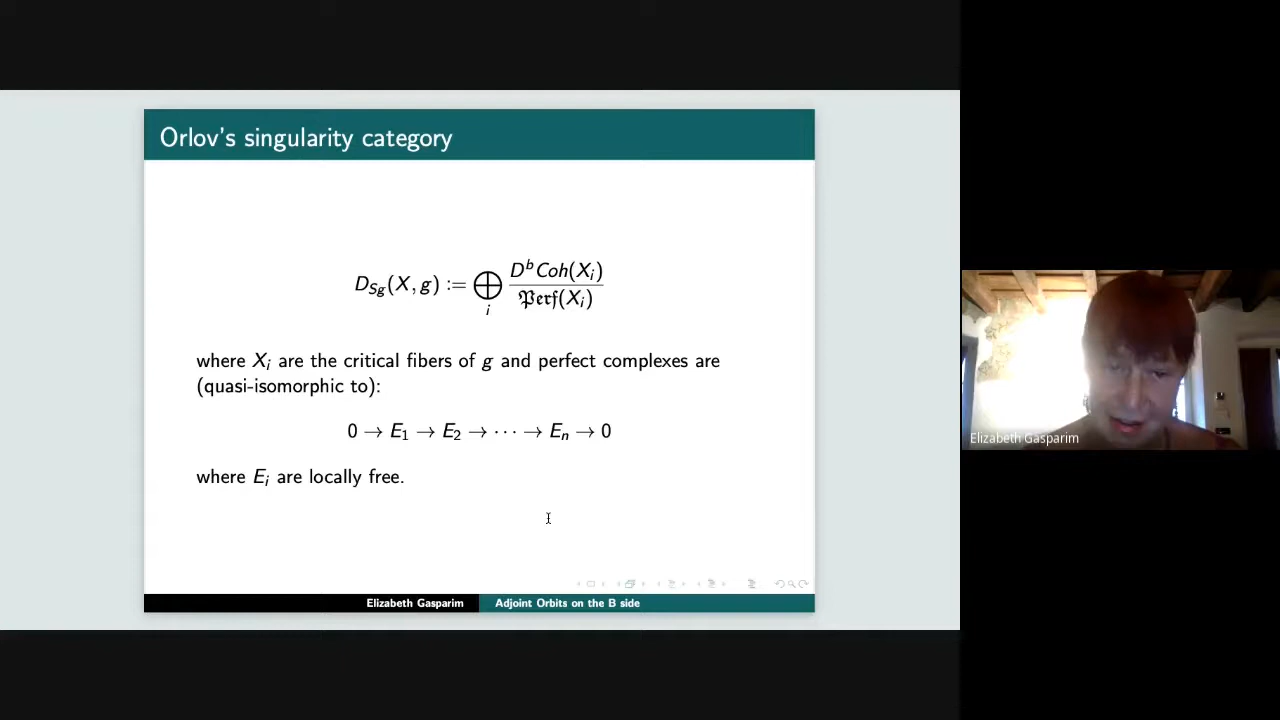 Orlov's singularity category
D_{Sg}(X, g) := ⊕_i D^b Coh(X_i) / 𝔓𝔢𝔯𝔣(X_i)
where X_i are the critical fibers of g and perfect complexes are
(quasi-isomorphic to):
0 → E_1 → E_2 → ⋯ → E_n → 0
where E_i are locally free.
Elizabeth Gasparim
Adjoint Orbits on the B side
Elizabeth Gasparim